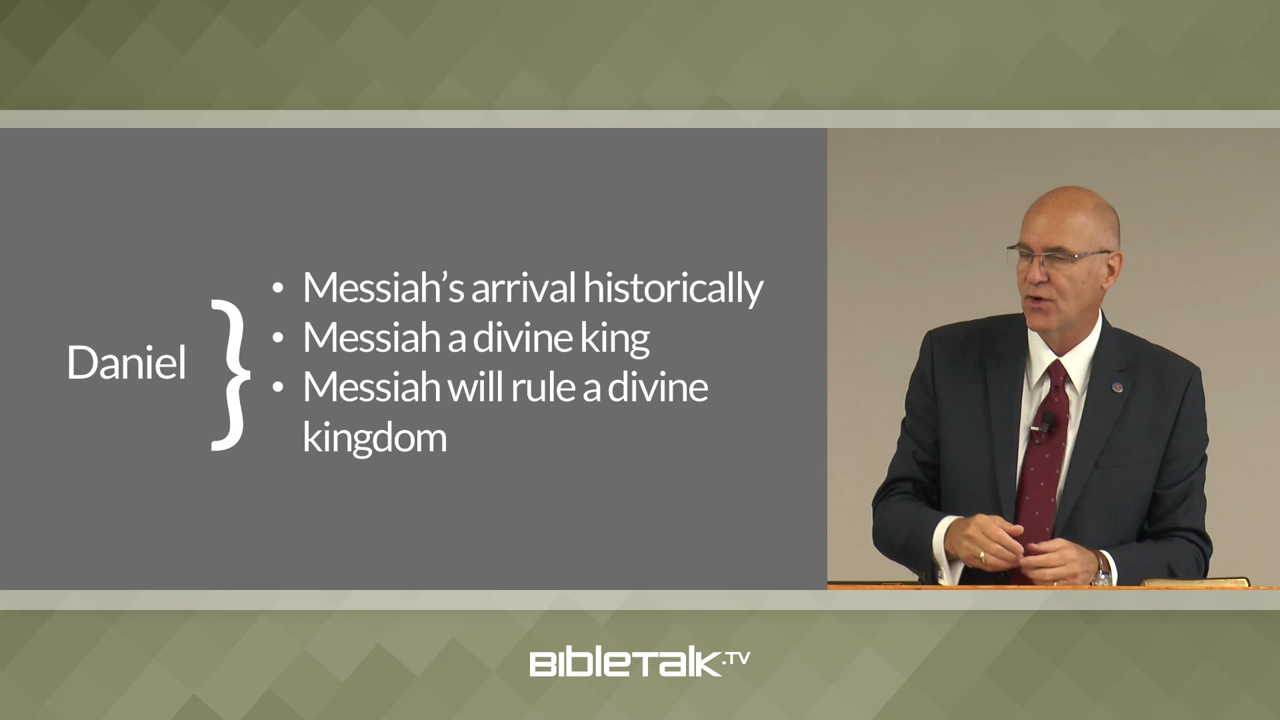 Daniel }
• Messiah's arrival historically
• Messiah a divine king
• Messiah will rule a divine
kingdom
BibleTalk.TV